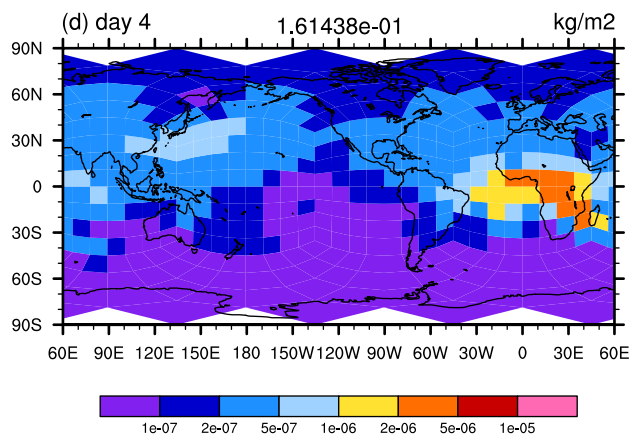 (d) day 4 1.61438e-01 kg/m2
90N
60N
30N
0
30S
60S
90S
60E 90E 120E 150E 180 150W 120W 90W 60W 30W 0 30E 60E
1e-07 2e-07 5e-07 1e-06 2e-06 5e-06 1e-05